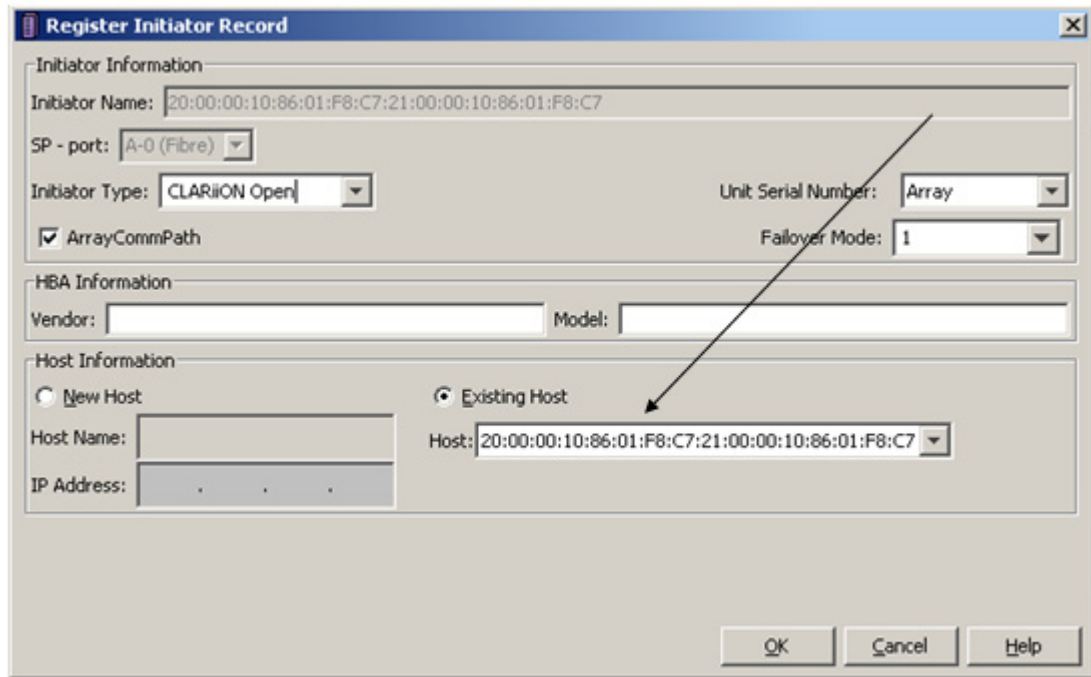 Register Initiator Record
Initiator Information
Initiator Name: 20:00:00:10:86:01:F8:C7:21:00:00:10:86:01:F8:C7
SP - port: A-0 (Fibre)
Initiator Type: CLARiiON Open Unit Serial Number: Array
ArrayCommPath Failover Mode: 1
HBA Information
Vendor: Model:
Host Information
New Host Existing Host
Host Name: Host: 20:00:00:10:86:01:F8:C7:21:00:00:10:86:01:F8:C7
IP Address: . . .
OK Cancel Help